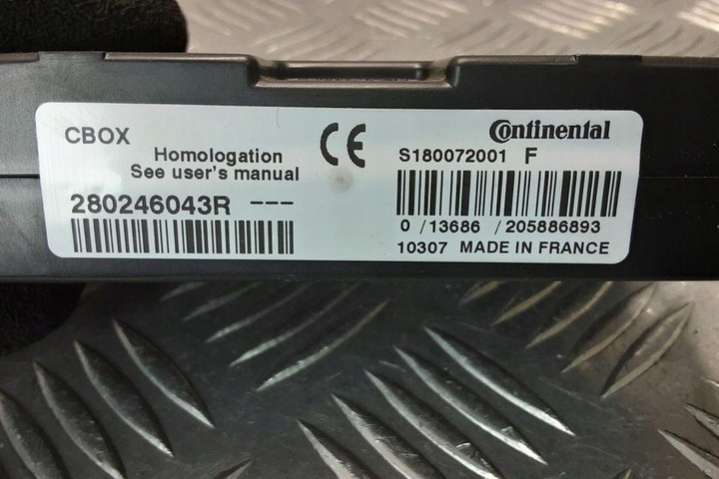 CBOX
Homologation
See user's manual
280246043R ---
CE
Continental
S180072001 F
0 /13686 /205886893
10307 MADE IN FRANCE